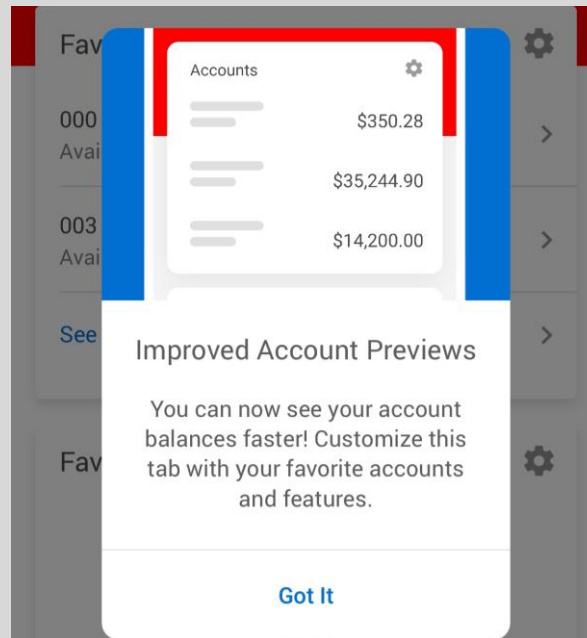 Fav
Accounts
000
$350.28
Avai
$35,244.90
003
$14,200.00
Avai
See
Improved Account Previews
You can now see your account
balances faster! Customize this
tab with your favorite accounts
and features.
Fav
Got It